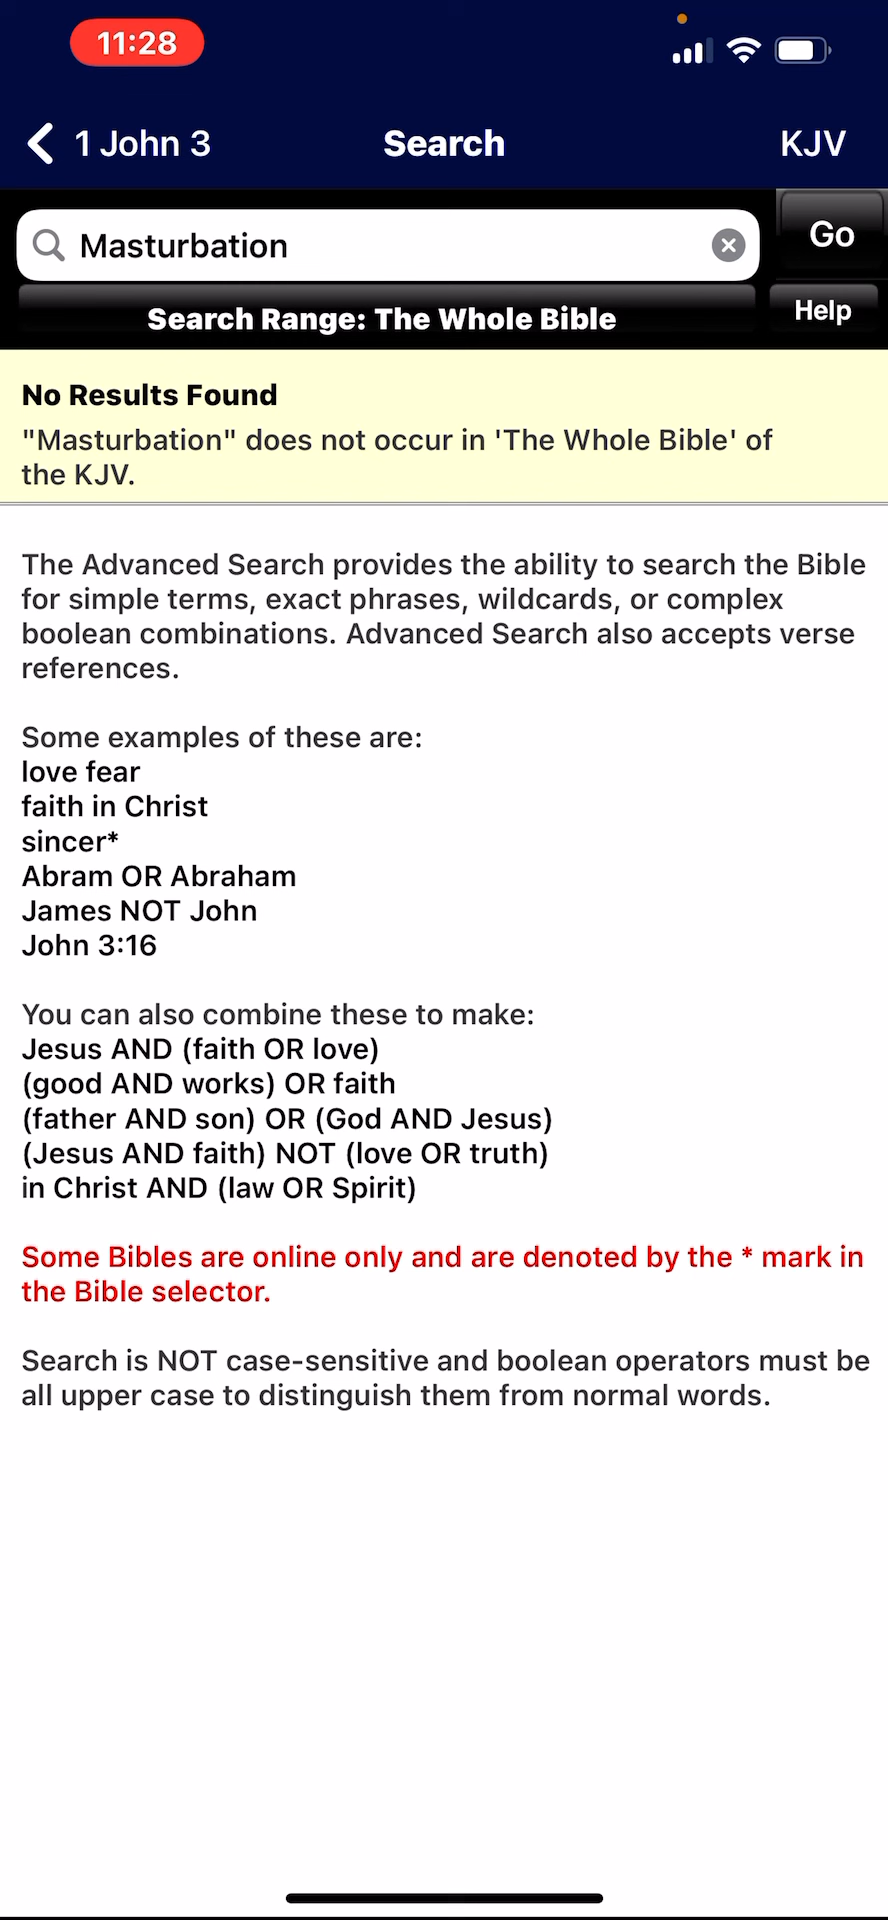 11:28
1 John 3
Search
KJV
Masturbation
Go
Search Range: The Whole Bible
Help
No Results Found
"Masturbation" does not occur in 'The Whole Bible' of
the KJV.
The Advanced Search provides the ability to search the Bible
for simple terms, exact phrases, wildcards, or complex
boolean combinations. Advanced Search also accepts verse
references.
Some examples of these are:
love fear
faith in Christ
sincer*
Abram OR Abraham
James NOT John
John 3:16
You can also combine these to make:
Jesus AND (faith OR love)
(good AND works) OR faith
(father AND son) OR (God AND Jesus)
(Jesus AND faith) NOT (love OR truth)
in Christ AND (law OR Spirit)
Some Bibles are online only and are denoted by the * mark in
the Bible selector.
Search is NOT case-sensitive and boolean operators must be
all upper case to distinguish them from normal words.